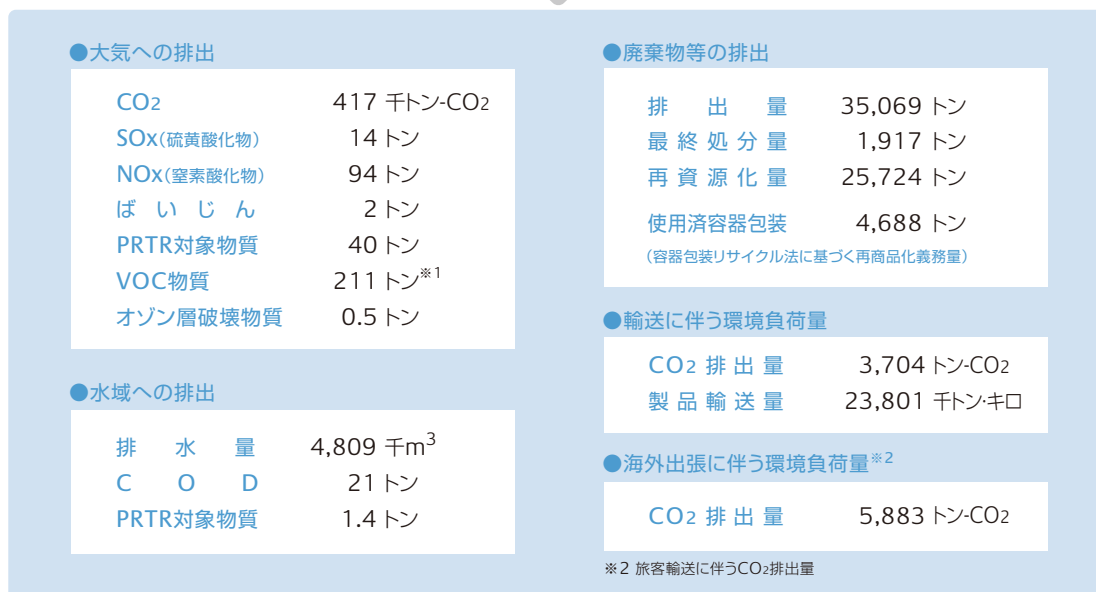 ●大気への排出
CO2 417 千トン-CO2
SOx(硫黄酸化物) 14 トン
NOx(窒素酸化物) 94 トン
ばいじん 2 トン
PRTR対象物質 40 トン
VOC物質 211 トン※1
オゾン層破壊物質 0.5 トン
●水域への排出
排水量 4,809 千m3
COD 21 トン
PRTR対象物質 1.4 トン
●廃棄物等の排出
排出量 35,069 トン
最終処分量 1,917 トン
再資源化量 25,724 トン
使用済容器包装 4,688 トン
(容器包装リサイクル法に基づく再商品化義務量)
●輸送に伴う環境負荷量
CO2排出量 3,704 トン-CO2
製品輸送量 23,801 千トン・キロ
●海外出張に伴う環境負荷量※2
CO2排出量 5,883 トン-CO2
※2 旅客輸送に伴うCO2排出量